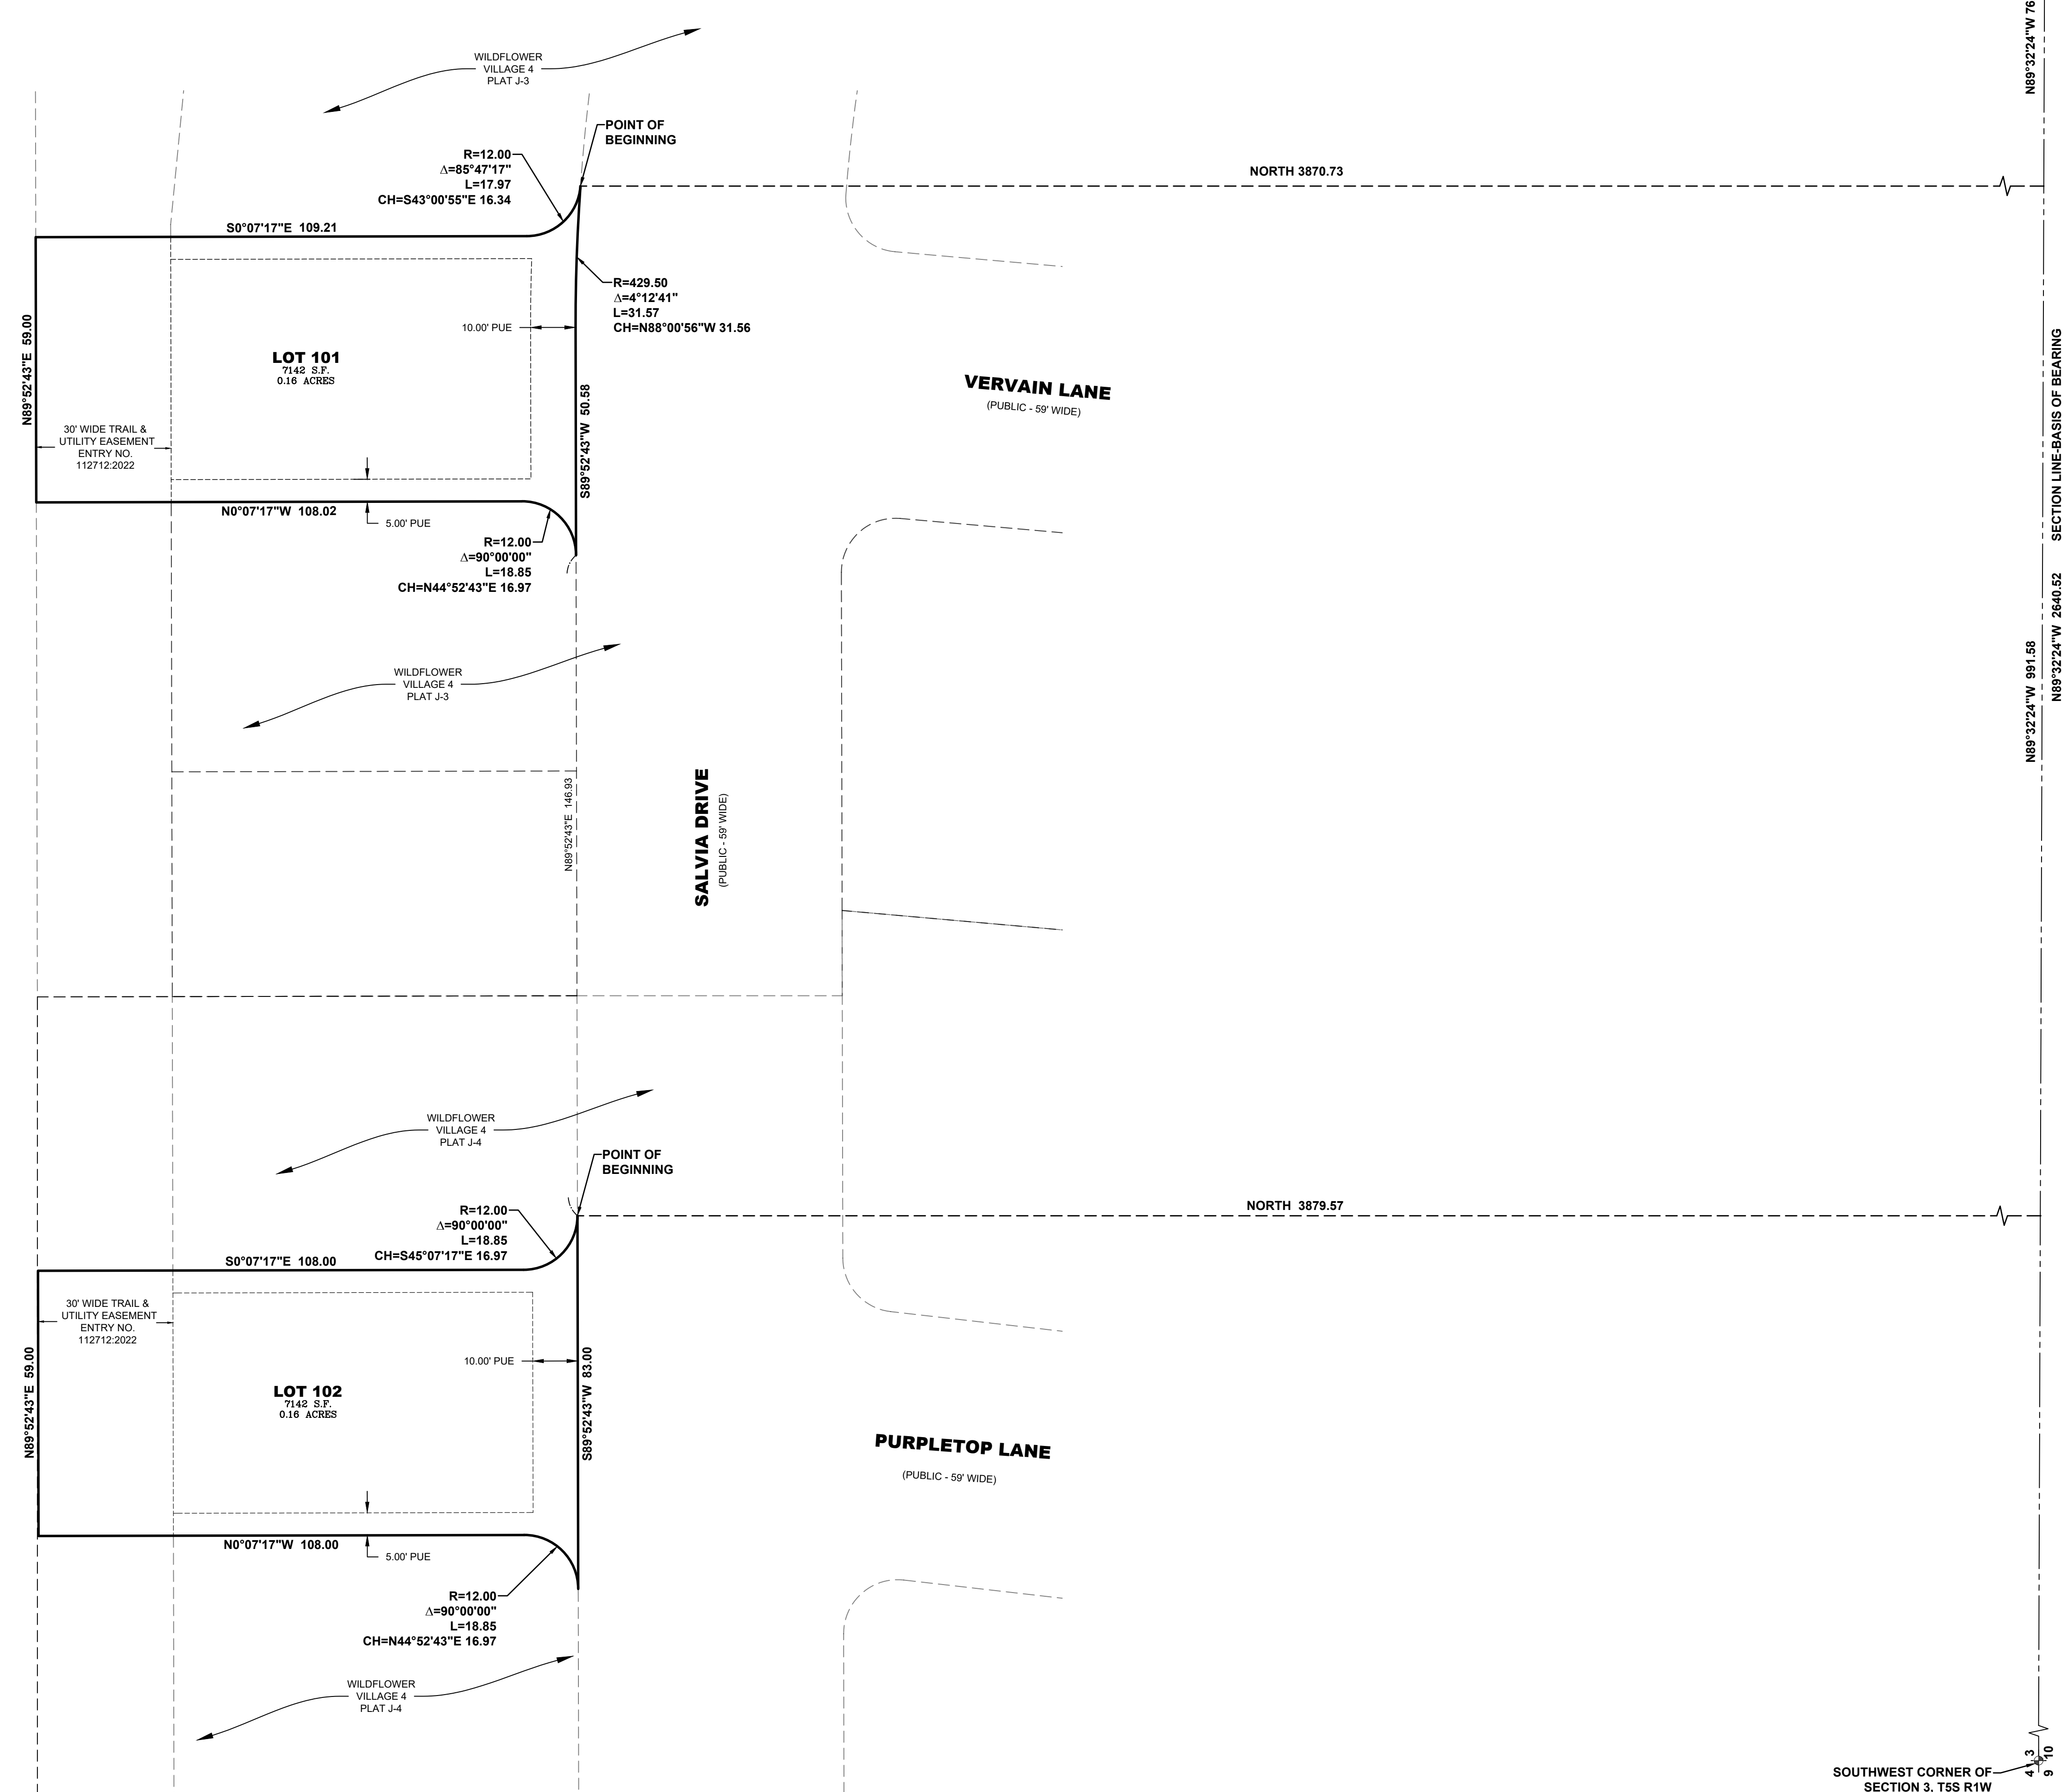 N89°32'24"W 76
WILDFLOWER
VILLAGE 4
PLAT J-3
POINT OF
BEGINNING
R=12.00
Δ=85°47'17"
L=17.97
CH=S43°00'55"E 16.34
NORTH 3870.73
S0°07'17"E 109.21
R=429.50
Δ=4°12'41"
L=31.57
CH=N88°00'56"W 31.56
10.00' PUE
N89°52'43"E 59.00
LOT 101
7142 S.F.
0.16 ACRES
VERVAIN LANE
(PUBLIC - 59' WIDE)
S89°52'43"W 50.58
SECTION LINE-BASIS OF BEARING
30' WIDE TRAIL &
UTILITY EASEMENT
ENTRY NO.
112712:2022
N0°07'17"W 108.02
5.00' PUE
R=12.00
Δ=90°00'00"
L=18.85
CH=N44°52'43"E 16.97
N89°32'24"W 2640.52
N89°32'24"W 991.58
WILDFLOWER
VILLAGE 4
PLAT J-3
N89°52'43"E 146.93
SALVIA DRIVE
(PUBLIC - 59' WIDE)
WILDFLOWER
VILLAGE 4
PLAT J-4
POINT OF
BEGINNING
R=12.00
Δ=90°00'00"
L=18.85
CH=S45°07'17"E 16.97
NORTH 3879.57
S0°07'17"E 108.00
30' WIDE TRAIL &
UTILITY EASEMENT
ENTRY NO.
112712:2022
10.00' PUE
N89°52'43"E 59.00
LOT 102
7142 S.F.
0.16 ACRES
S89°52'43"W 83.00
PURPLETOP LANE
(PUBLIC - 59' WIDE)
N0°07'17"W 108.00
5.00' PUE
R=12.00
Δ=90°00'00"
L=18.85
CH=N44°52'43"E 16.97
WILDFLOWER
VILLAGE 4
PLAT J-4
4 3
9 10
SOUTHWEST CORNER OF
SECTION 3, T5S R1W